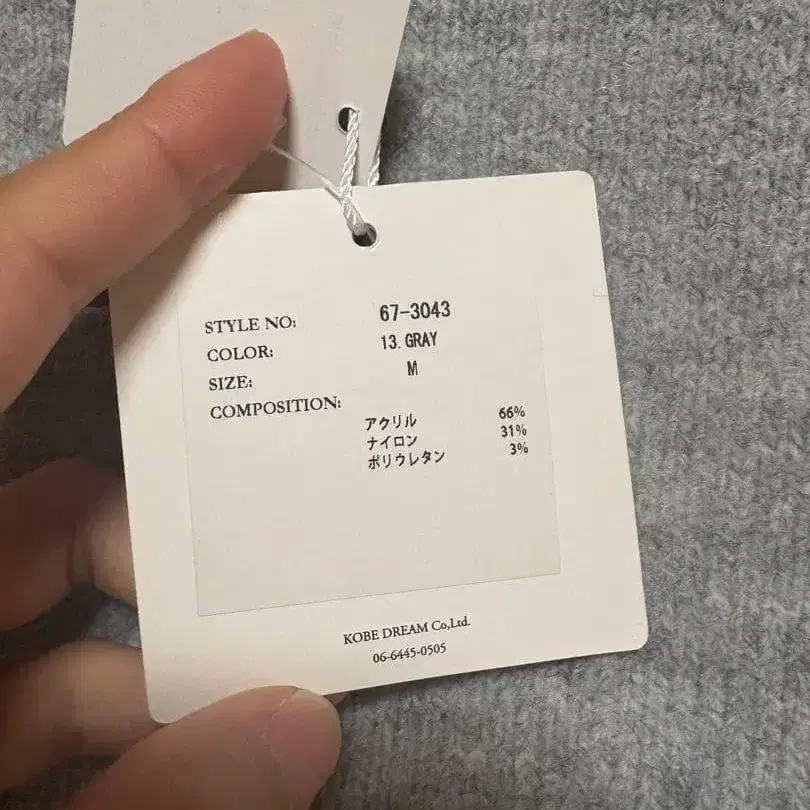 STYLE NO: 67-3043
COLOR: 13. GRAY
SIZE: M
COMPOSITION:
アクリル 66%
ナイロン 31%
ポリウレタン 3%
KOBE DREAM Co,Ltd.
06-6445-0505